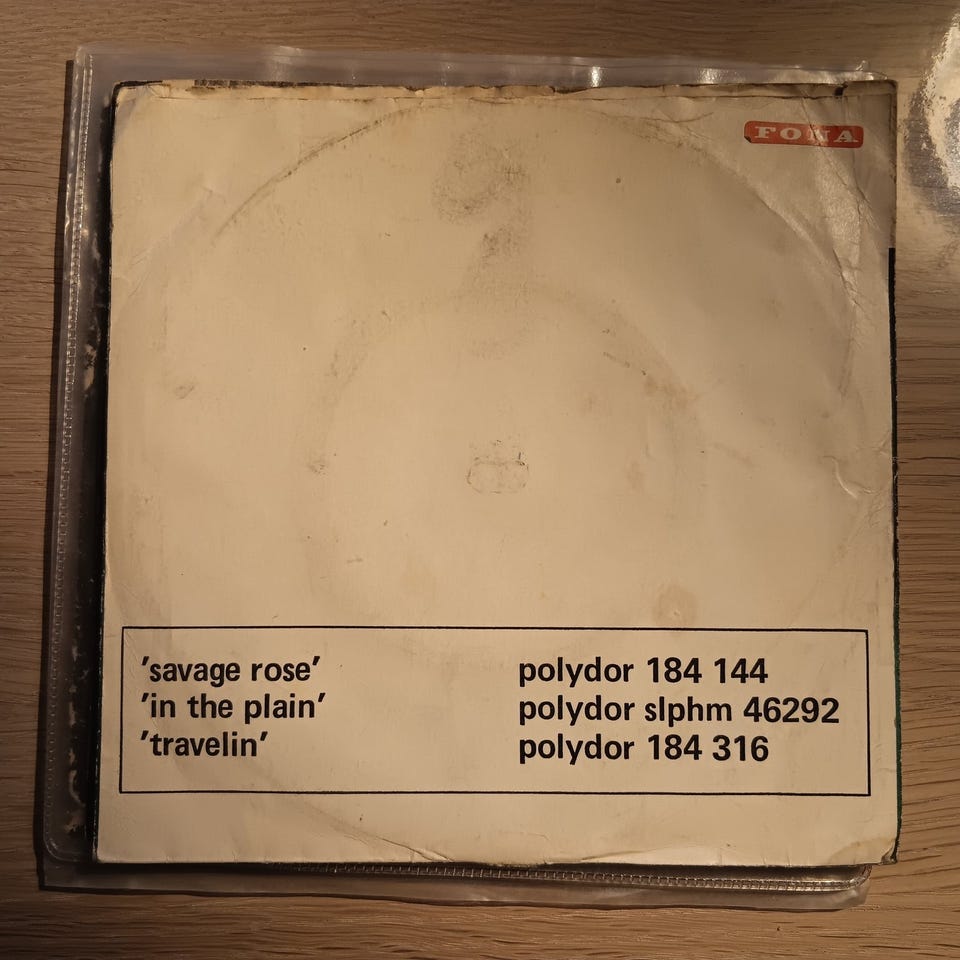 FONA
'savage rose' polydor 184 144
'in the plain' polydor slphm 46292
'travelin' polydor 184 316